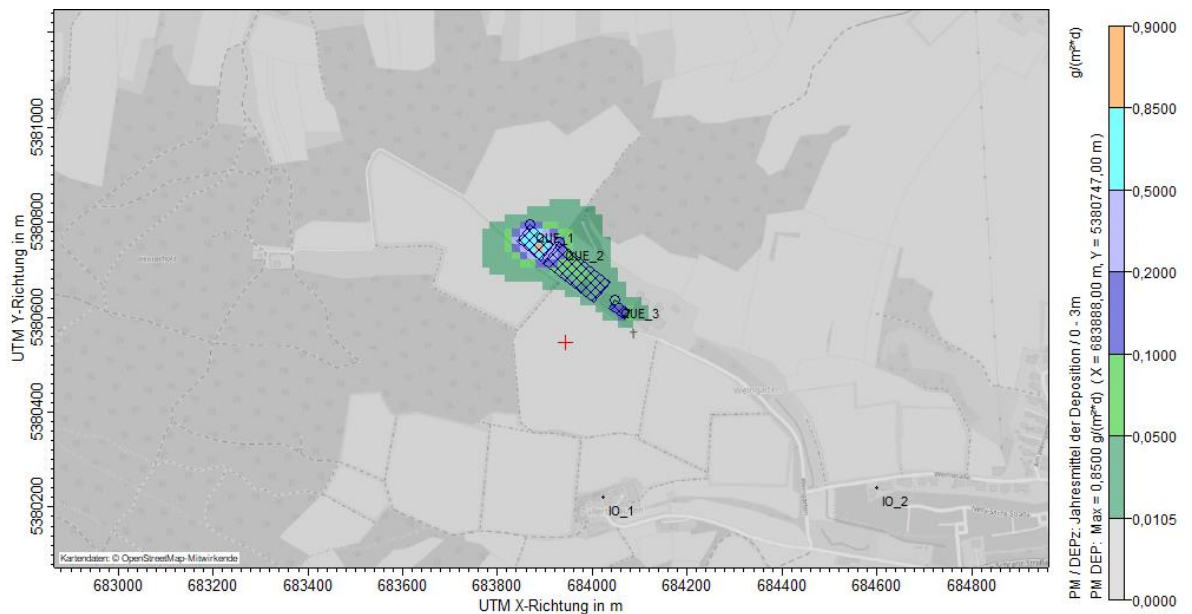 UTM Y-Richtung in m
5381000
5380800
5380600
5380400
5380200
QUE_1
QUE_2
QUE_3
IO_1
IO_2
Weingarten
Kartendaten: © OpenStreetMap-Mitwirkende
683000
683200
683400
683600
683800
684000
684200
684400
684600
684800
UTM X-Richtung in m
PM / DEPz: Jahresmittel der Deposition / 0 - 3m
g/(m²*d)
PM DEP: Max = 0,8500 g/(m²*d) ( X = 683888,00 m, Y = 5380747,00 m )
0,9000
0,8500
0,5000
0,2000
0,1000
0,0500
0,0105
0,0000